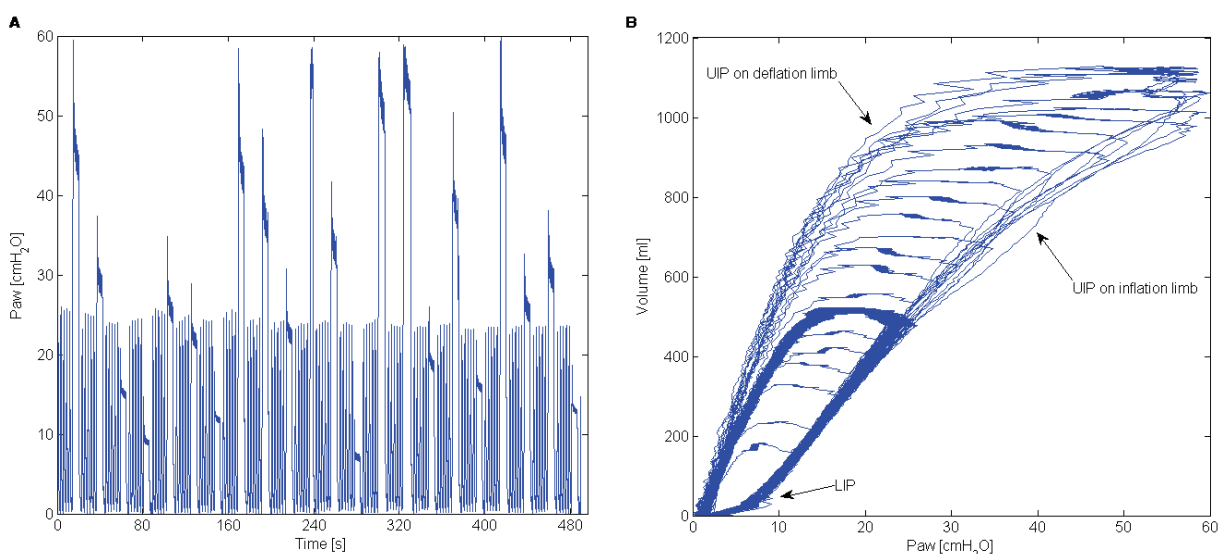 A
Paw [cmH2O]
60
50
40
30
20
10
0
0 80 160 240 320 400 480
Time [s]
B
Volume [ml]
1200
1000
800
600
400
200
0
UIP on deflation limb
UIP on inflation limb
LIP
0 10 20 30 40 50 60
Paw [cmH2O]